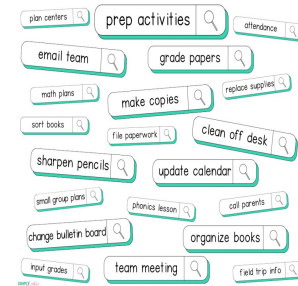 plan centers
prep activities
attendance
email team
grade papers
math plans
make copies
replace supplies
sort books
file paperwork
clean off desk
sharpen pencils
update calendar
small group plans
phonics lesson
call parents
change bulletin board
organize books
input grades
team meeting
field trip info